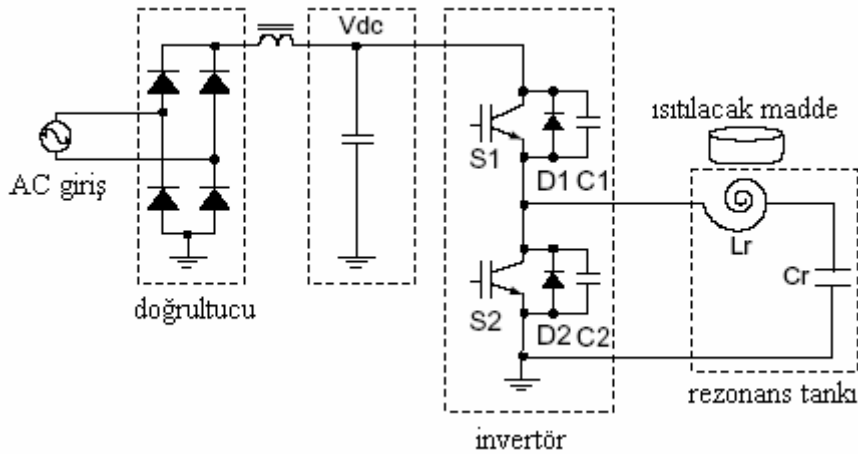 Vdc
AC giriş
doğrultucu
S1
D1 C1
S2
D2 C2
invertör
ısıtılacak madde
Lr
Cr
rezonans tankı